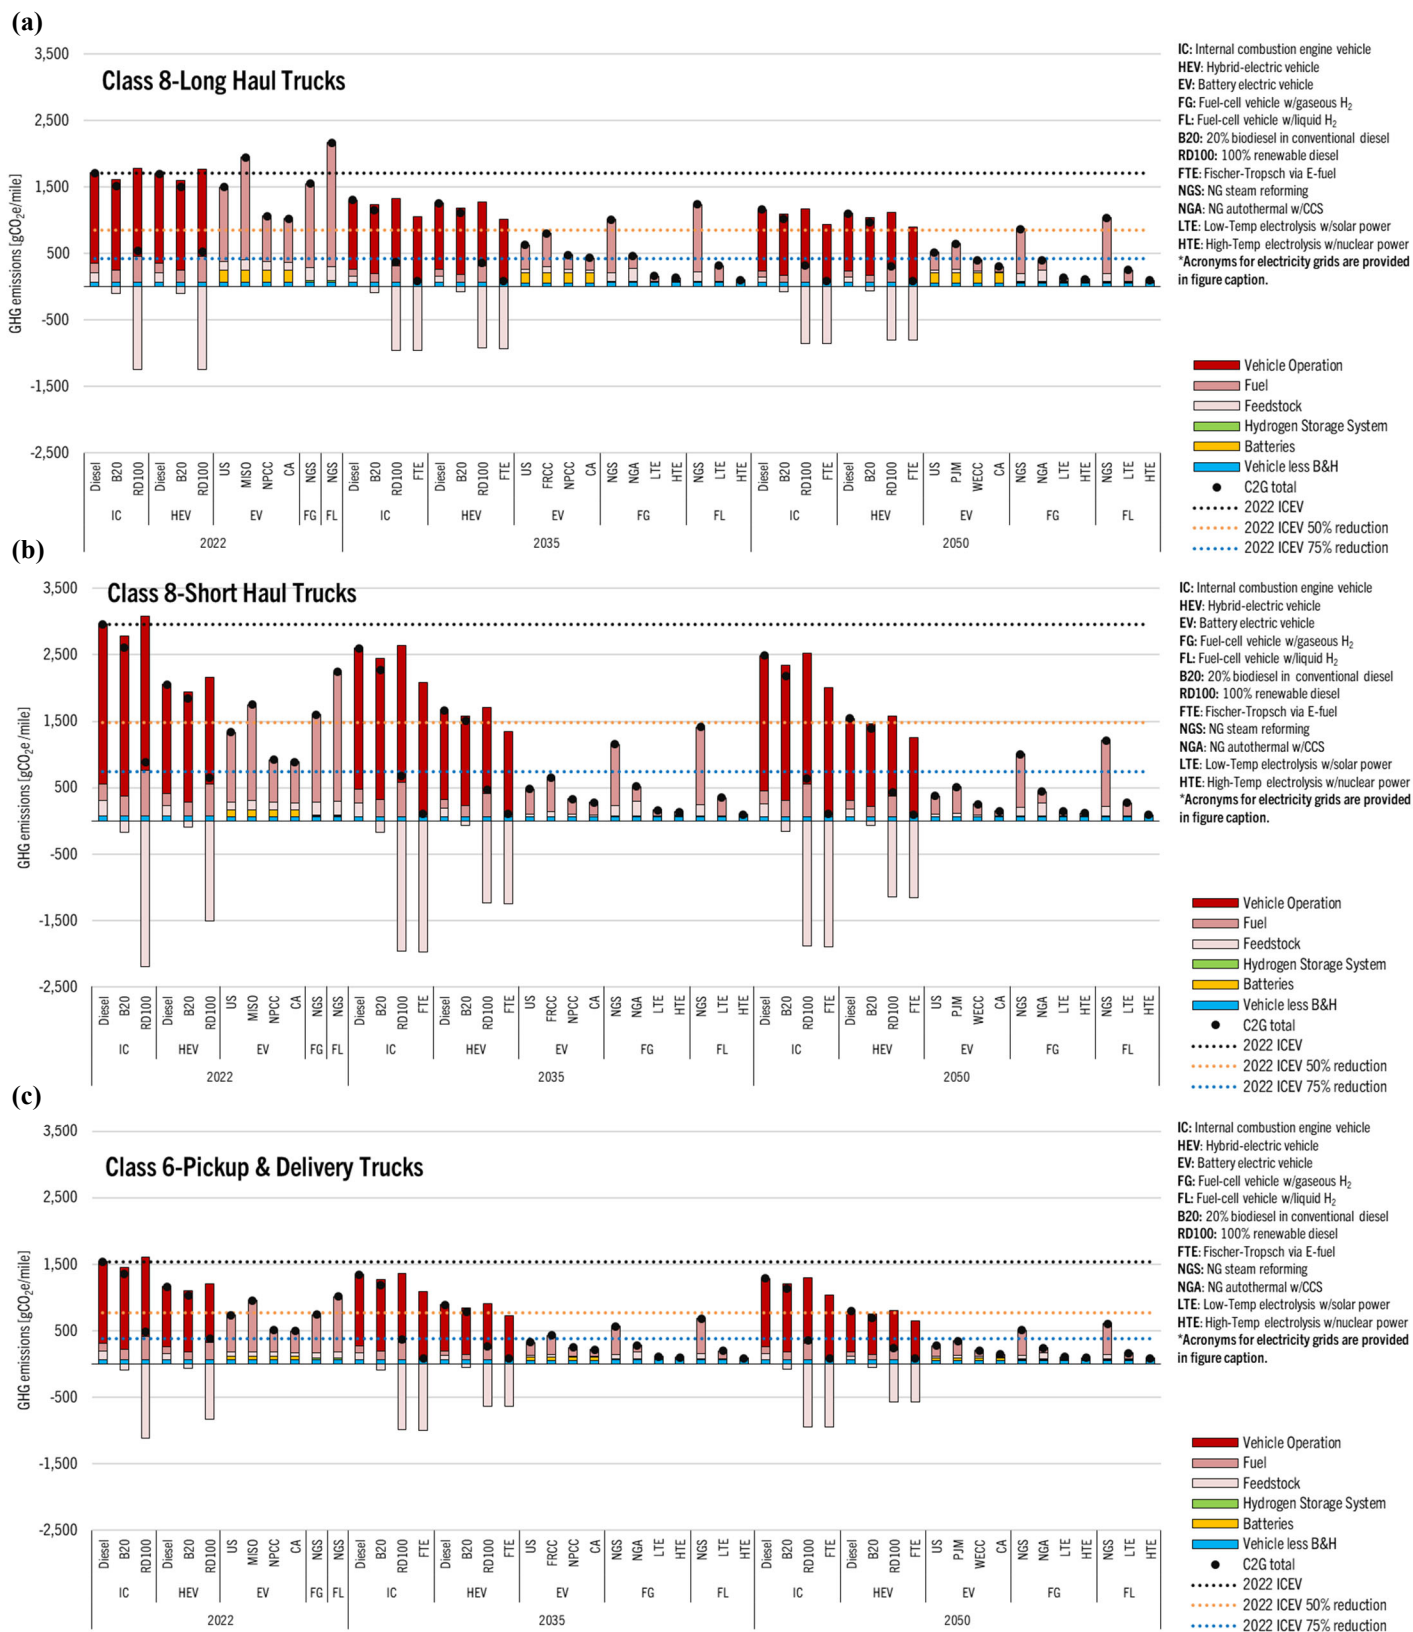 (a)
3,500
2,500
1,500
500
-500
-1,500
-2,500
GHG emissions [gCO2e/mile]
Class 8-Long Haul Trucks
Diesel B20 RD100 Diesel B20 RD100 US MISO NPCC CA NGS NGS Diesel B20 RD100 FTE Diesel B20 RD100 FTE US FRCC NPCC CA NGS NGA LTE HTE NGS LTE HTE Diesel B20 RD100 FTE Diesel B20 RD100 FTE US PJM WECC CA NGS NGA LTE HTE NGS LTE HTE
IC HEV EV FG FL IC HEV EV FG FL IC HEV EV FG FL
2022 2035 2050
IC: Internal combustion engine vehicle
HEV: Hybrid-electric vehicle
EV: Battery electric vehicle
FG: Fuel-cell vehicle w/gaseous H2
FL: Fuel-cell vehicle w/liquid H2
B20: 20% biodiesel in conventional diesel
RD100: 100% renewable diesel
FTE: Fischer-Tropsch via E-fuel
NGS: NG steam reforming
NGA: NG autothermal w/CCS
LTE: Low-Temp electrolysis w/solar power
HTE: High-Temp electrolysis w/nuclear power
*Acronyms for electricity grids are provided
in figure caption.
Vehicle Operation
Fuel
Feedstock
Hydrogen Storage System
Batteries
Vehicle less B&H
C2G total
2022 ICEV
2022 ICEV 50% reduction
2022 ICEV 75% reduction
(b)
3,500
2,500
1,500
500
-500
-1,500
-2,500
GHG emissions [gCO2e /mile]
Class 8-Short Haul Trucks
Diesel B20 RD100 Diesel B20 RD100 US MISO NPCC CA NGS NGS Diesel B20 RD100 FTE Diesel B20 RD100 FTE US FRCC NPCC CA NGS NGA LTE HTE NGS LTE HTE Diesel B20 RD100 FTE Diesel B20 RD100 FTE US PJM WECC CA NGS NGA LTE HTE NGS LTE HTE
IC HEV EV FG FL IC HEV EV FG FL IC HEV EV FG FL
2022 2035 2050
IC: Internal combustion engine vehicle
HEV: Hybrid-electric vehicle
EV: Battery electric vehicle
FG: Fuel-cell vehicle w/gaseous H2
FL: Fuel-cell vehicle w/liquid H2
B20: 20% biodiesel in conventional diesel
RD100: 100% renewable diesel
FTE: Fischer-Tropsch via E-fuel
NGS: NG steam reforming
NGA: NG autothermal w/CCS
LTE: Low-Temp electrolysis w/solar power
HTE: High-Temp electrolysis w/nuclear power
*Acronyms for electricity grids are provided
in figure caption.
Vehicle Operation
Fuel
Feedstock
Hydrogen Storage System
Batteries
Vehicle less B&H
C2G total
2022 ICEV
2022 ICEV 50% reduction
2022 ICEV 75% reduction
(c)
3,500
2,500
1,500
500
-500
-1,500
-2,500
GHG emissions [gCO2e/mile]
Class 6-Pickup & Delivery Trucks
Diesel B20 RD100 Diesel B20 RD100 US MISO NPCC CA NGS NGS Diesel B20 RD100 FTE Diesel B20 RD100 FTE US FRCC NPCC CA NGS NGA LTE HTE NGS LTE HTE Diesel B20 RD100 FTE Diesel B20 RD100 FTE US PJM WECC CA NGS NGA LTE HTE NGS LTE HTE
IC HEV EV FG FL IC HEV EV FG FL IC HEV EV FG FL
2022 2035 2050
IC: Internal combustion engine vehicle
HEV: Hybrid-electric vehicle
EV: Battery electric vehicle
FG: Fuel-cell vehicle w/gaseous H2
FL: Fuel-cell vehicle w/liquid H2
B20: 20% biodiesel in conventional diesel
RD100: 100% renewable diesel
FTE: Fischer-Tropsch via E-fuel
NGS: NG steam reforming
NGA: NG autothermal w/CCS
LTE: Low-Temp electrolysis w/solar power
HTE: High-Temp electrolysis w/nuclear power
*Acronyms for electricity grids are provided
in figure caption.
Vehicle Operation
Fuel
Feedstock
Hydrogen Storage System
Batteries
Vehicle less B&H
C2G total
2022 ICEV
2022 ICEV 50% reduction
2022 ICEV 75% reduction